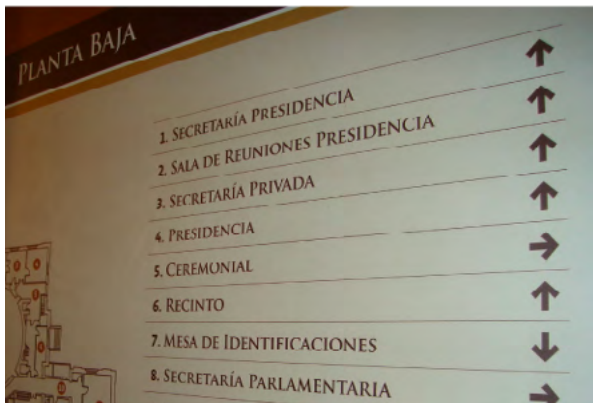 PLANTA BAJA
1. SECRETARÍA PRESIDENCIA
2. SALA DE REUNIONES PRESIDENCIA
3. SECRETARÍA PRIVADA
4. PRESIDENCIA
5. CEREMONIAL
6. RECINTO
7. MESA DE IDENTIFICACIONES
8. SECRETARÍA PARLAMENTARIA